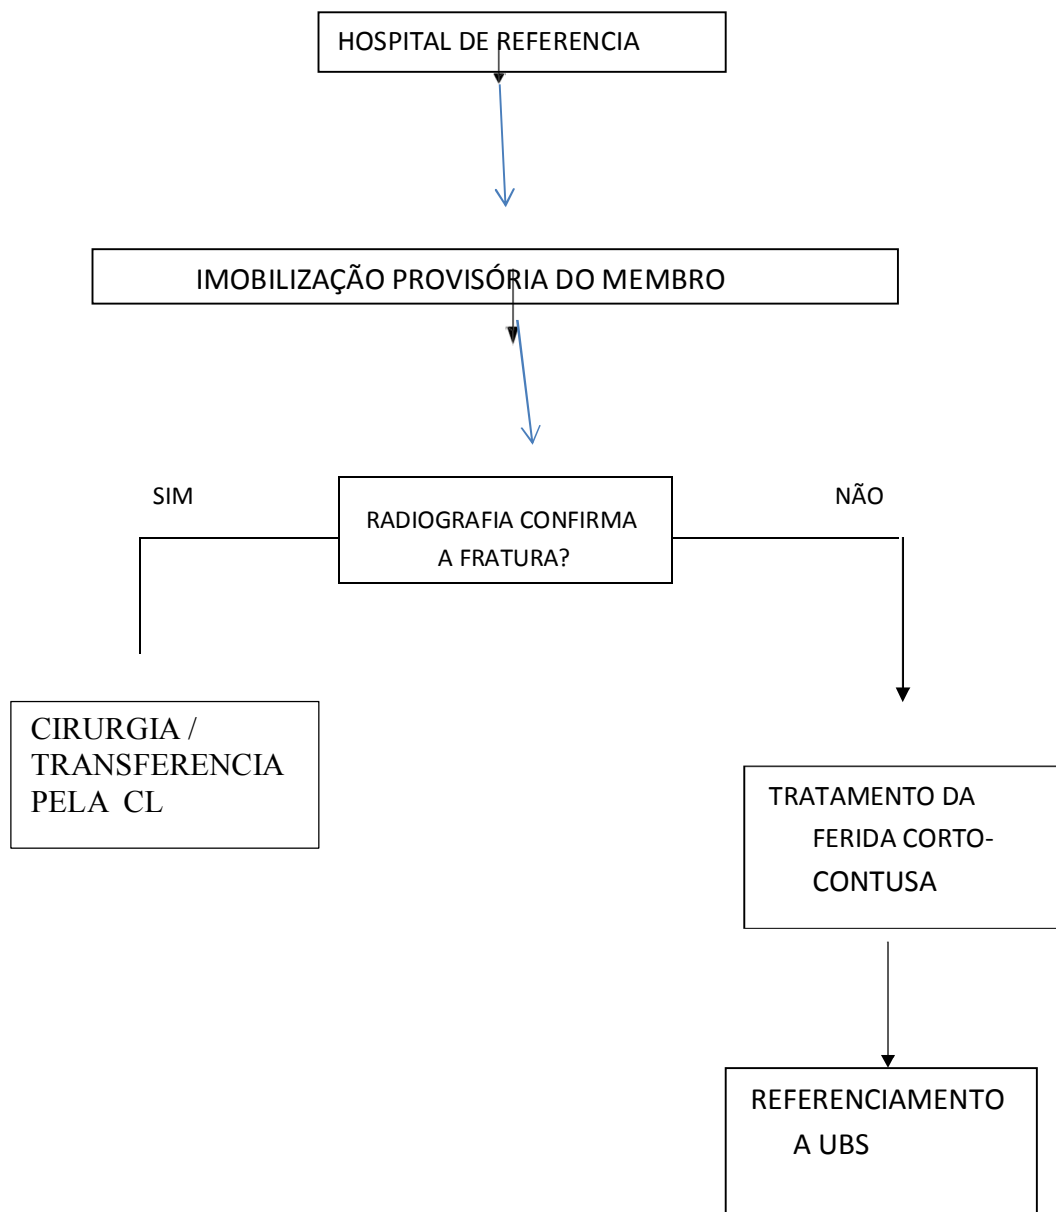 HOSPITAL DE REFERENCIA
IMOBILIZAÇÃO PROVISÓRIA DO MEMBRO
SIM
NÃO
RADIOGRAFIA CONFIRMA
A FRATURA?
CIRURGIA /
TRANSFERENCIA
PELA CL
TRATAMENTO DA
FERIDA CORTO-
CONTUSA
REFERENCIAMENTO
A UBS